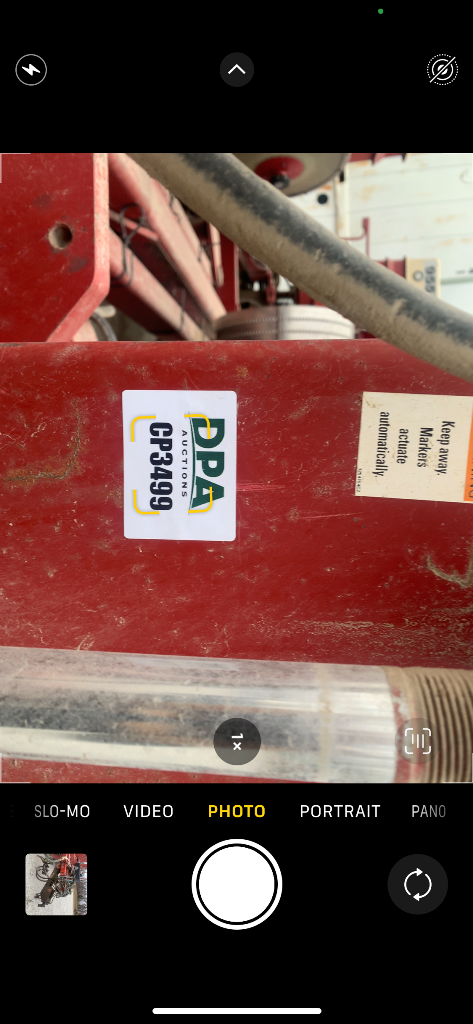 DPA
AUCTIONS
CP3499
Keep away.
Markers
actuate
automatically.
1×
SLO-MO
VIDEO
PHOTO
PORTRAIT
PANO